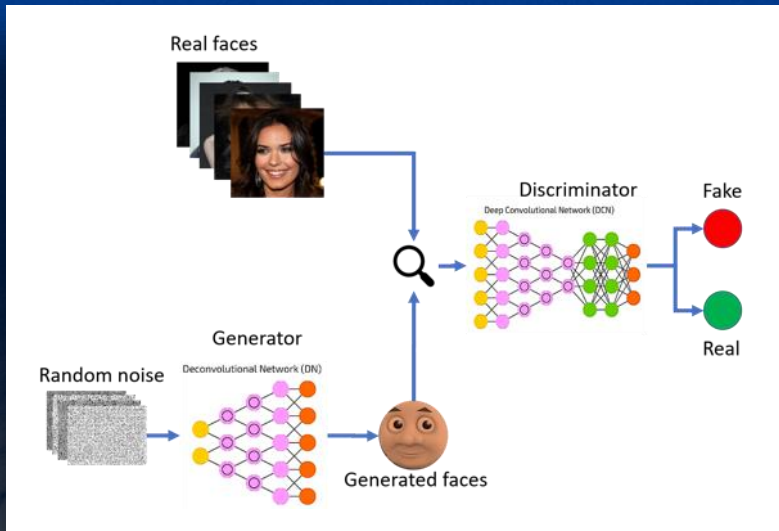 Real faces
Discriminator
Deep Convolutional Network (DCN)
Fake
Generator
Deconvolutional Network (DN)
Random noise
Real
Generated faces